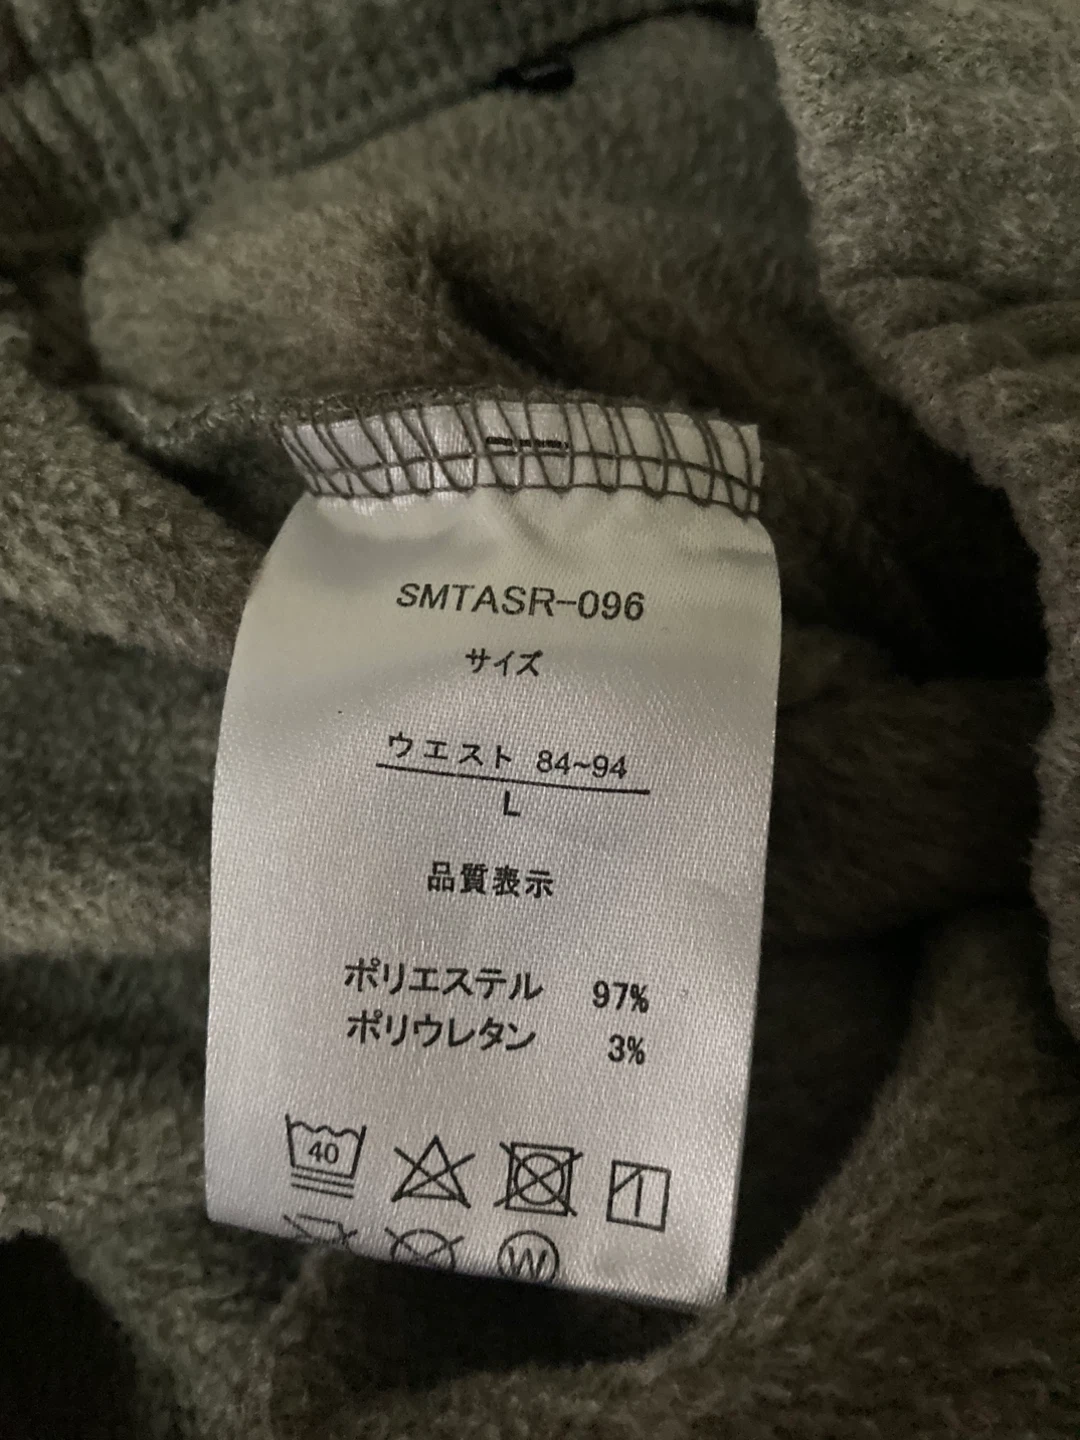 SMTASR-096
サイズ
ウエスト 84~94
L
品質表示
ポリエステル 97%
ポリウレタン 3%
40
W